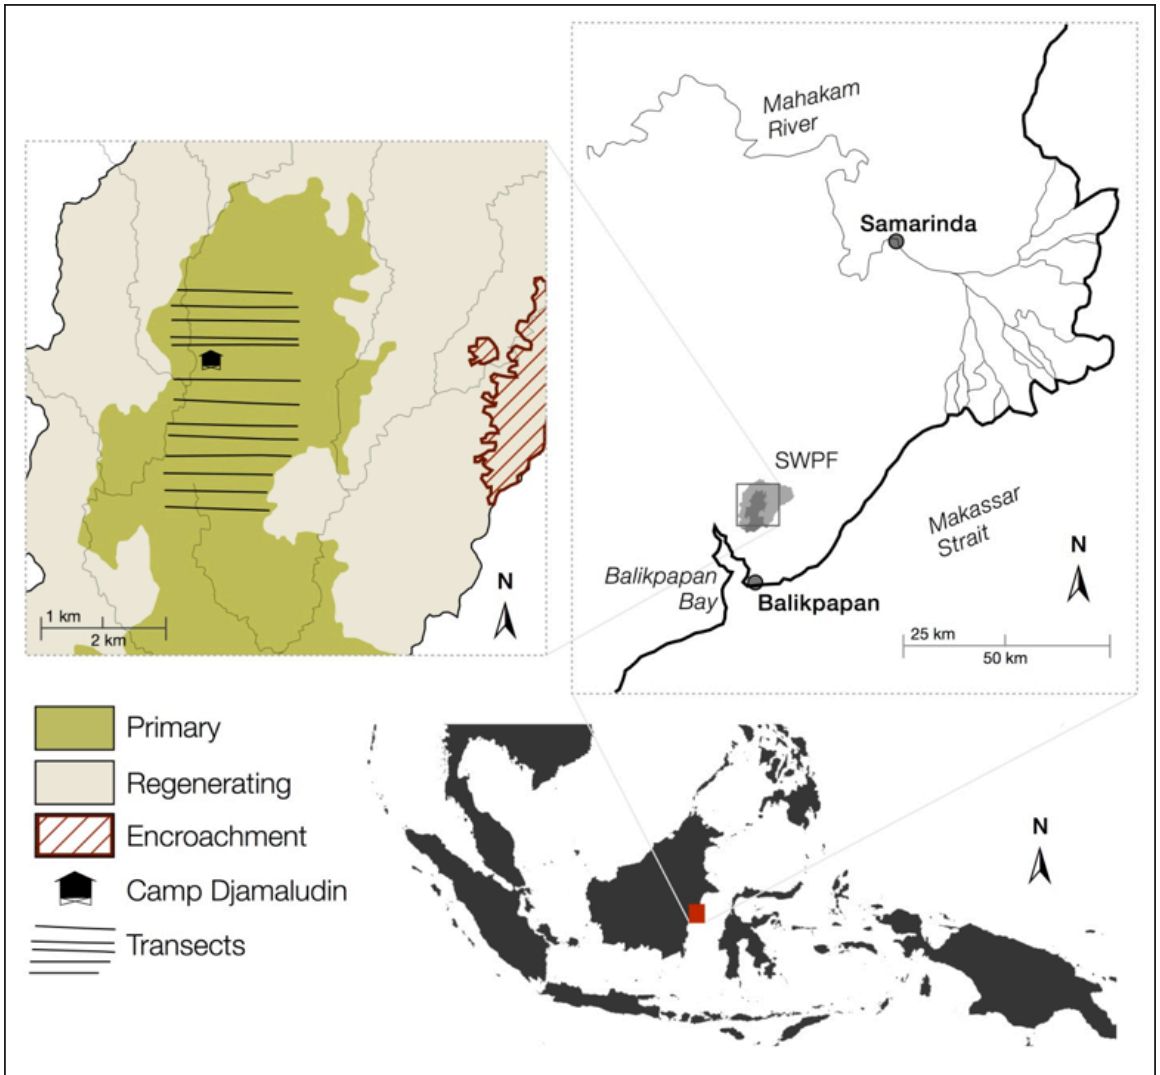 Mahakam
River
Samarinda
SWPF
Makassar
Strait
N
Balikpapan
Bay
Balikpapan
25 km
50 km
N
1 km
2 km
Primary
Regenerating
Encroachment
Camp Djamaludin
Transects
N